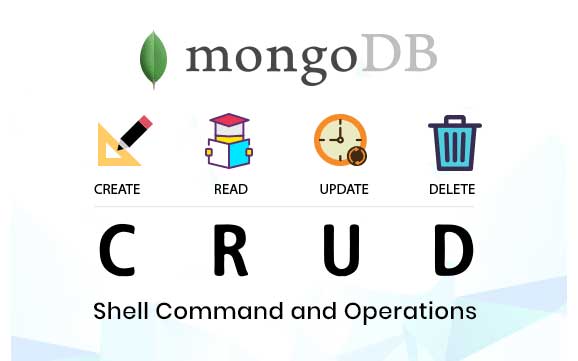 mongoDB
CREATE READ UPDATE DELETE
C R U D
Shell Command and Operations